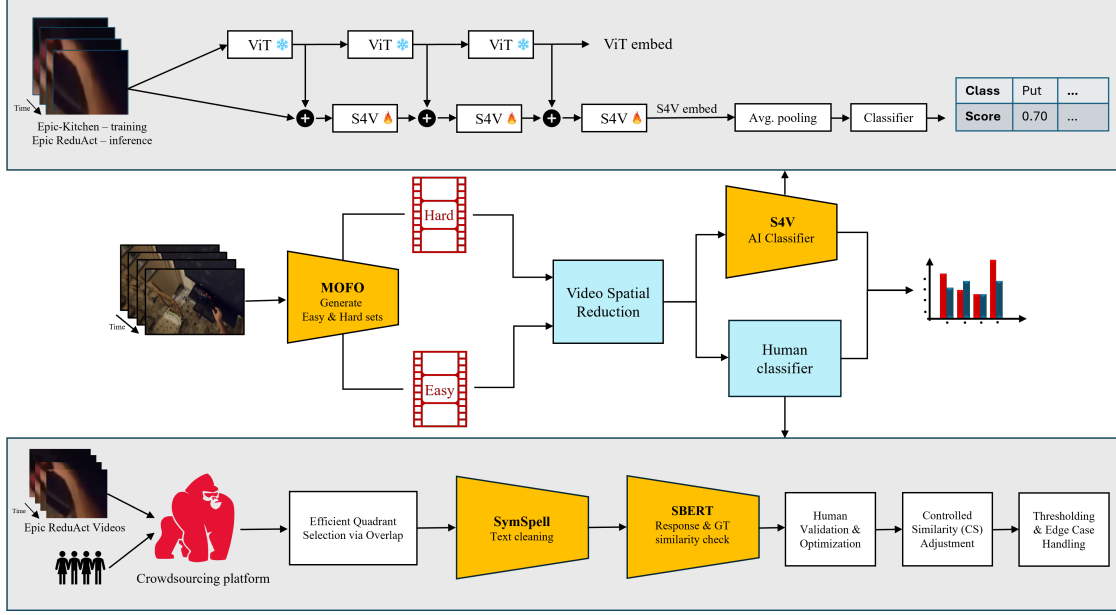 ViT
ViT
ViT
ViT embed
Time
Epic-Kitchen – training
Epic ReduAct – inference
S4V
S4V
S4V
S4V embed
Avg. pooling
Classifier
Class Put ...
Score 0.70 ...
Hard
S4V
AI Classifier
MOFO
Generate
Easy & Hard sets
Time
Video Spatial
Reduction
Human
classifier
Easy
Time
Epic ReduAct Videos
Crowdsourcing platform
Efficient Quadrant
Selection via Overlap
SymSpell
Text cleaning
SBERT
Response & GT
similarity check
Human
Validation &
Optimization
Controlled
Similarity (CS)
Adjustment
Thresholding
& Edge Case
Handling